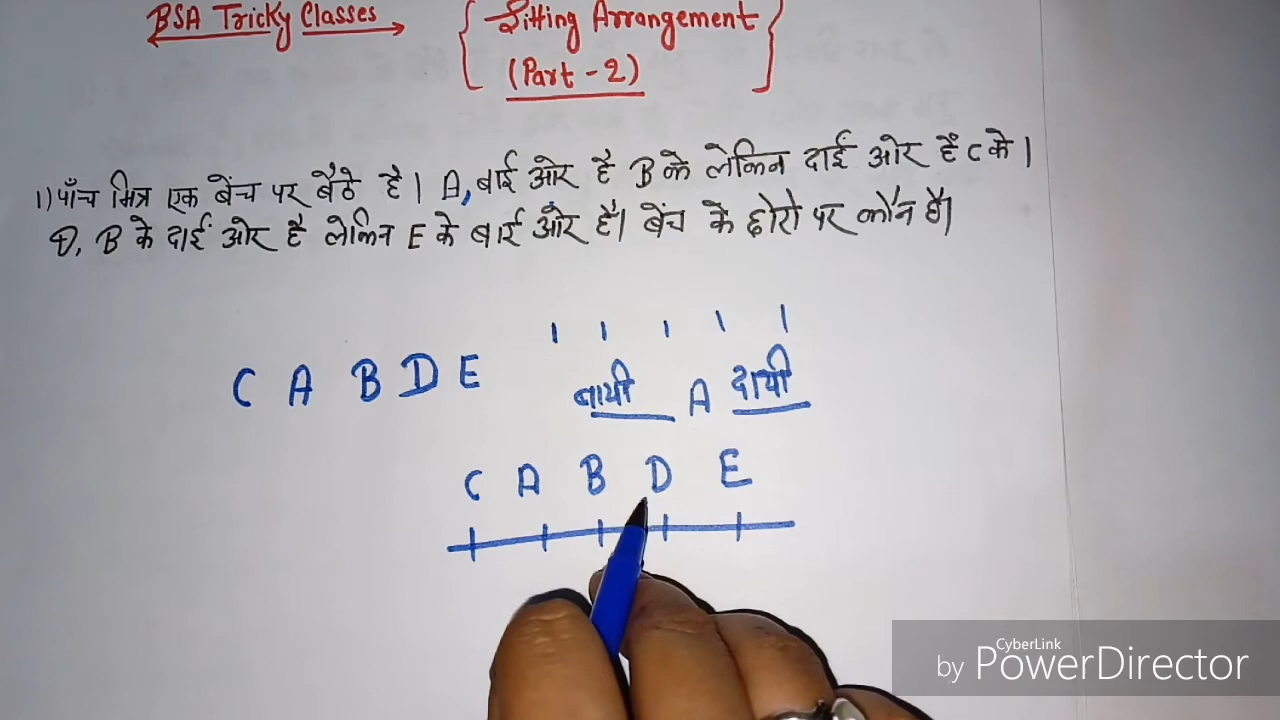 BSA Tricky Classes
Sitting Arrangement
(Part-2)
1) पाँच मित्र एक बेंच पर बैठे है। A, बाई ओर है B के लेकिन दाईं ओर है C के।
D, B के दाईं ओर है लेकिन E के बाई ओर है। बेंच के छोरो पर कौन है।
C A B D E
बायी A दायी
C A B D E
CyberLink
by PowerDirector